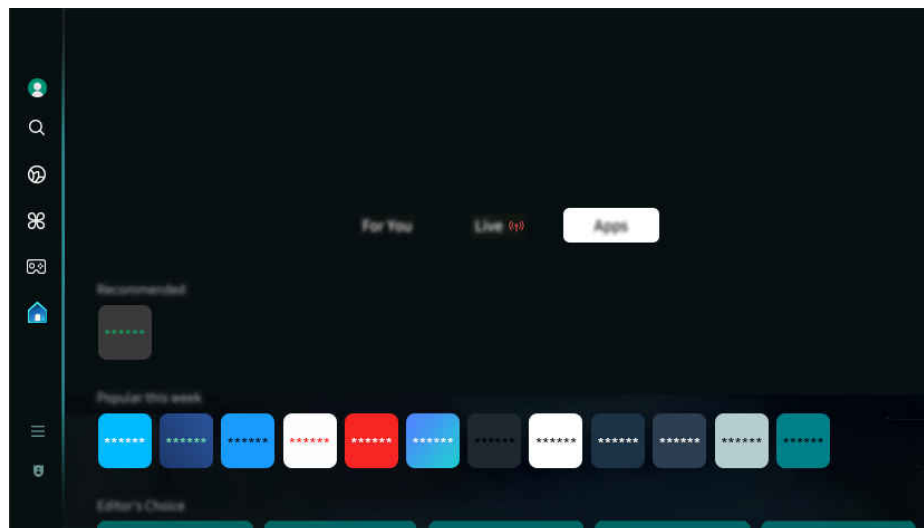 For You
Live
Apps
Recommended
******
Popular this week
****** ****** ****** ****** ****** ****** ****** ****** ****** ****** ****** ******
Editor's Choice